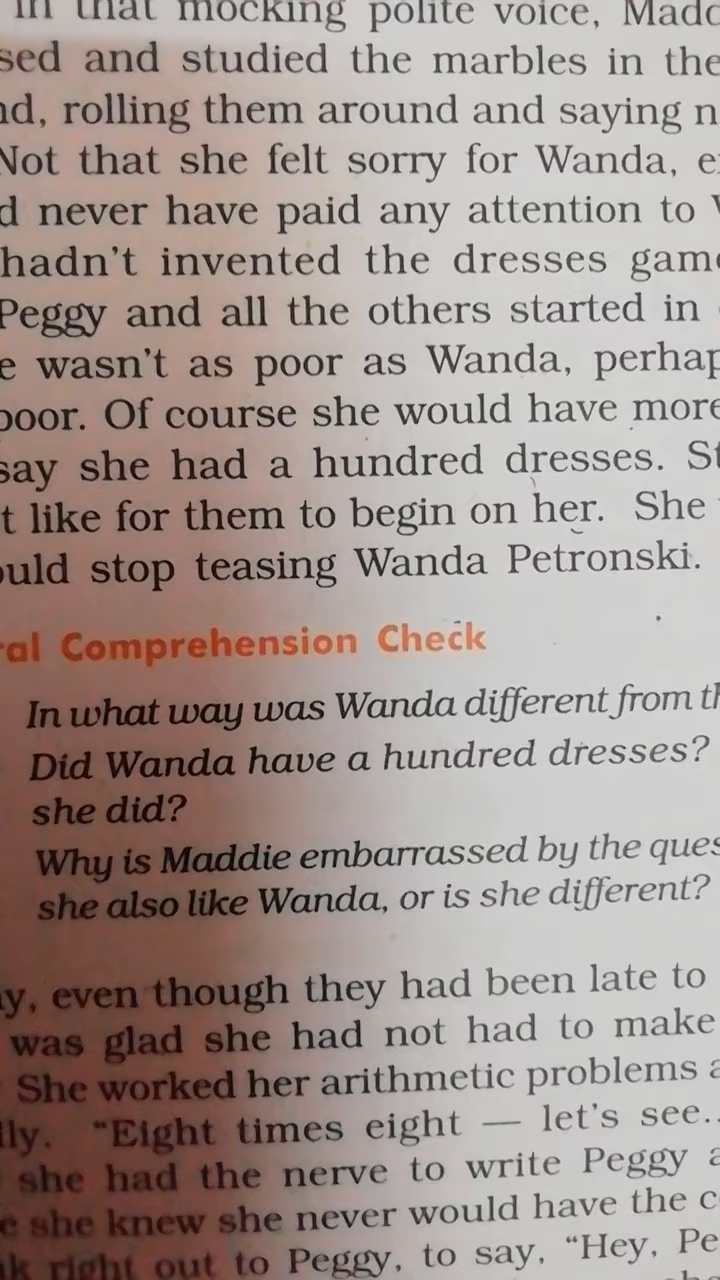 in that mocking polite voice, Madd
sed and studied the marbles in the
nd, rolling them around and saying n
Not that she felt sorry for Wanda, e
d never have paid any attention to
hadn't invented the dresses game
Peggy and all the others started in
e wasn't as poor as Wanda, perhap
poor. Of course she would have more
say she had a hundred dresses. St
t like for them to begin on her. She
ould stop teasing Wanda Petronski.
ral Comprehension Check
In what way was Wanda different from th
Did Wanda have a hundred dresses?
she did?
Why is Maddie embarrassed by the ques
she also like Wanda, or is she different?
ay, even though they had been late to
was glad she had not had to make
She worked her arithmetic problems a
lly. "Eight times eight — let's see..
she had the nerve to write Peggy a
e she knew she never would have the c
k right out to Peggy, to say, "Hey, Pe